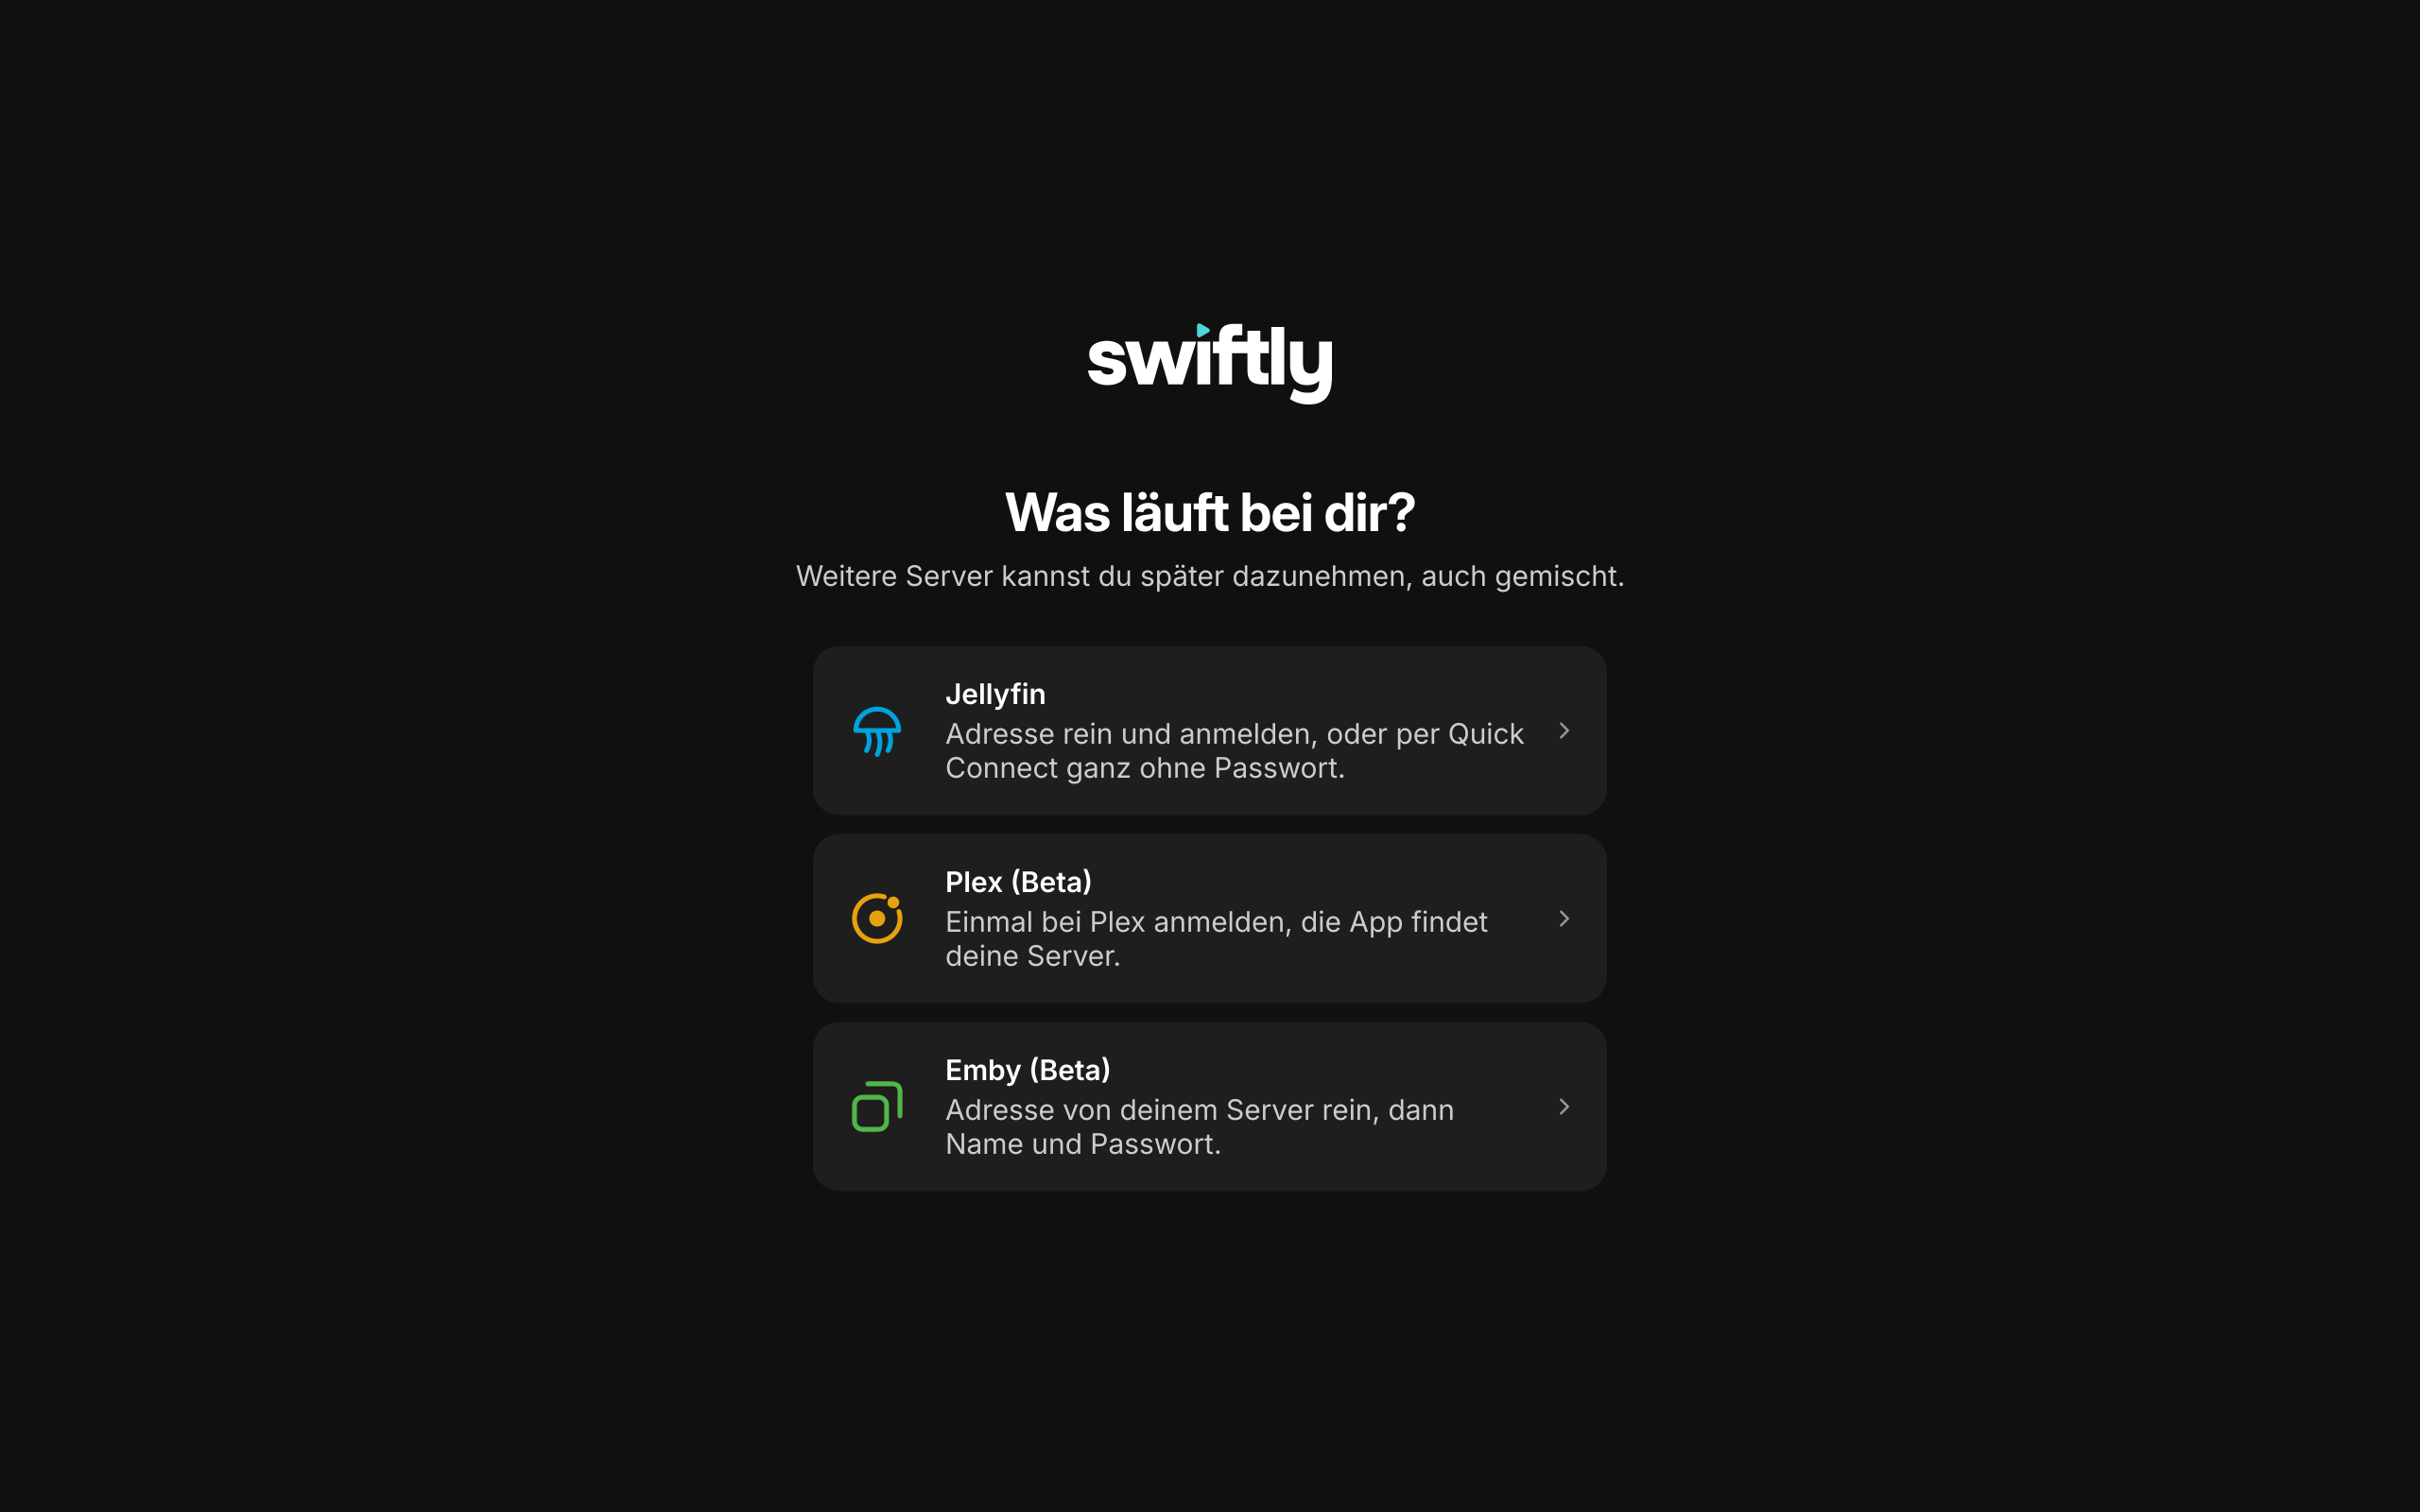 swiftly
Was läuft bei dir?
Weitere Server kannst du später dazunehmen, auch gemischt.
Jellyfin
Adresse rein und anmelden, oder per Quick
Connect ganz ohne Passwort.
Plex (Beta)
Einmal bei Plex anmelden, die App findet
deine Server.
Emby (Beta)
Adresse von deinem Server rein, dann
Name und Passwort.